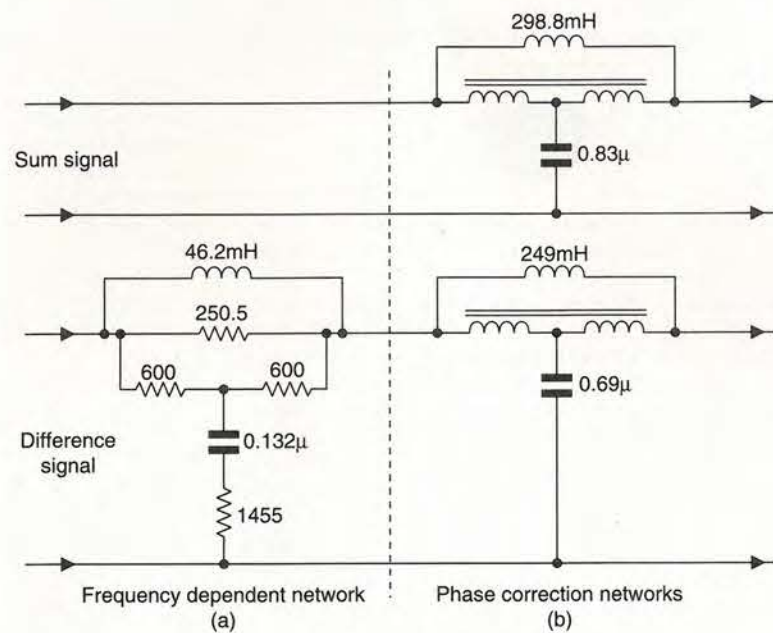 298.8mH
Sum signal
0.83μ
46.2mH
249mH
250.5
600
600
0.69μ
Difference
signal
0.132μ
1455
Frequency dependent network
(a)
Phase correction networks
(b)